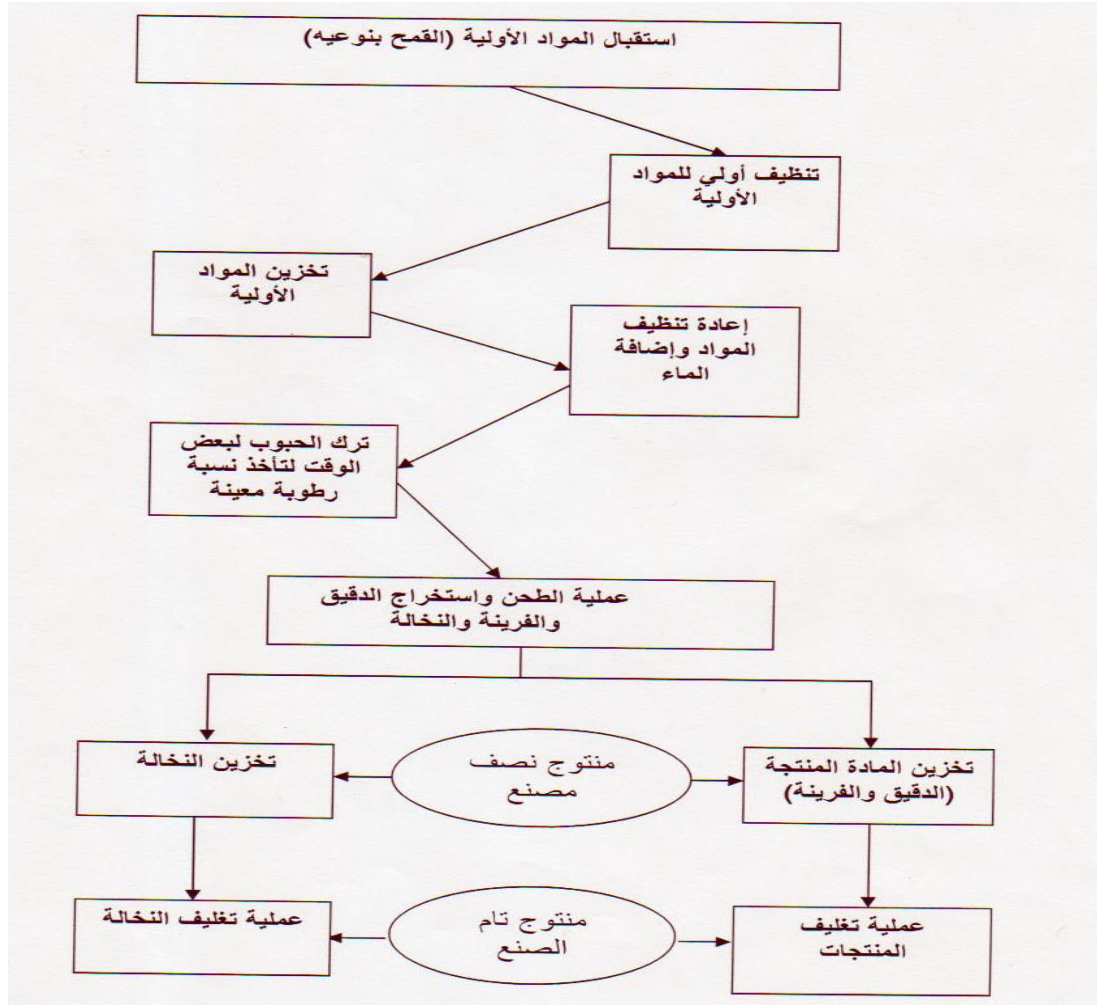 استقبال المواد الأولية (القمح بنوعيه)
تنظيف أولي للمواد
الأولية
تخزين المواد
الأولية
إعادة تنظيف
المواد وإضافة
الماء
ترك الحبوب لبعض
الوقت لتأخذ نسبة
رطوبة معينة
عملية الطحن واستخراج الدقيق
والفرينة والنخالة
تخزين المادة المنتجة
(الدقيق والفرينة)
منتوج نصف
مصنع
تخزين النخالة
عملية تغليف
المنتجات
منتوج تام
الصنع
عملية تغليف النخالة